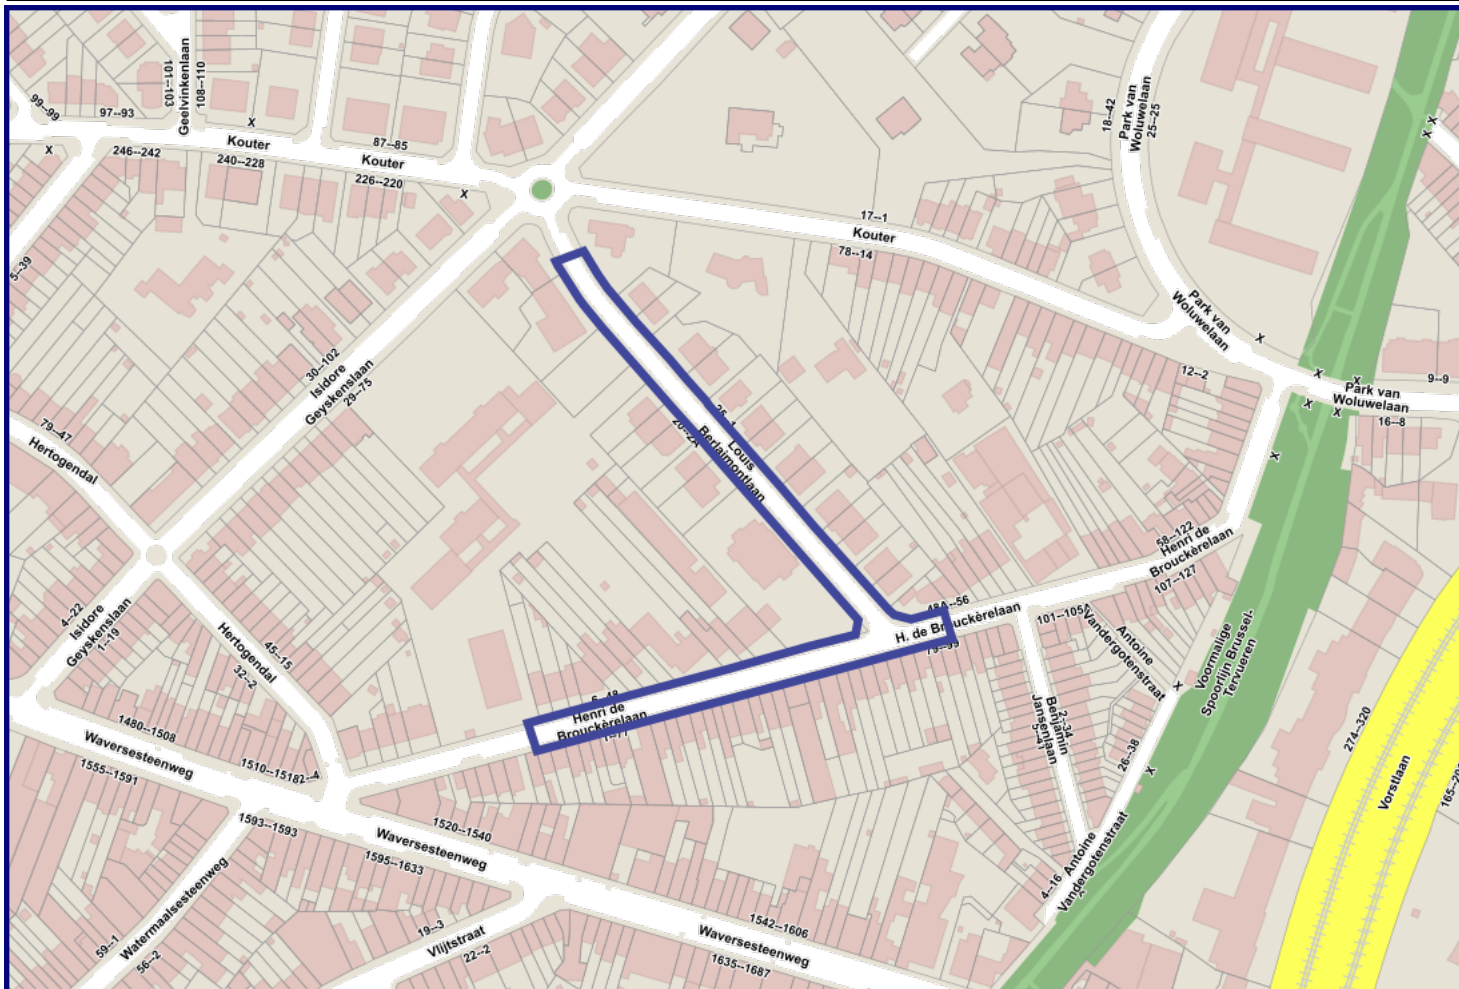 101--103
Geelvinkenlaan
108--110
99--99
97--93
X
Kouter
87--85
Kouter
X
246--242
240--228
226--220
X
5--39
17--1
Kouter
78--14
18--42
Park van
Woluwelaan
25--25
X
X
Park van
Woluwelaan
X
12--2
X
X
Park van
Woluwelaan
9--9
X
X
16--8
X
30--102
Isidore
Geyskenslaan
29--75
79--47
Hertogendal
25--1
Louis
Berlaimontlaan
20--2A
58--122
Henri de
Brouckèrelaan
107--127
48A--56
H. de Brouckèrelaan
79--99
101--105
Antoine
Vandergotenstraat
X
Voormalige
Spoorlijn Brussel-
Tervueren
4--22
Isidore
Geyskenslaan
1--19
Hertogendal
45--15
32--2
6--48
Henri de
Brouckèrelaan
1--77
2--34
Benjamin
Jansenlaan
5--41
26--38
X
274--320
Vorstlaan
1480--1508
Waversesteenweg
1555--1591
1510--1518
2--4
1593--1593
1520--1540
Waversesteenweg
1595--1633
Watermaalsesteenweg
59--1
56--2
19--3
Vlijtstraat
22--2
1542--1606
Waversesteenweg
1635--1687
4--16
Antoine
Vandergotenstraat